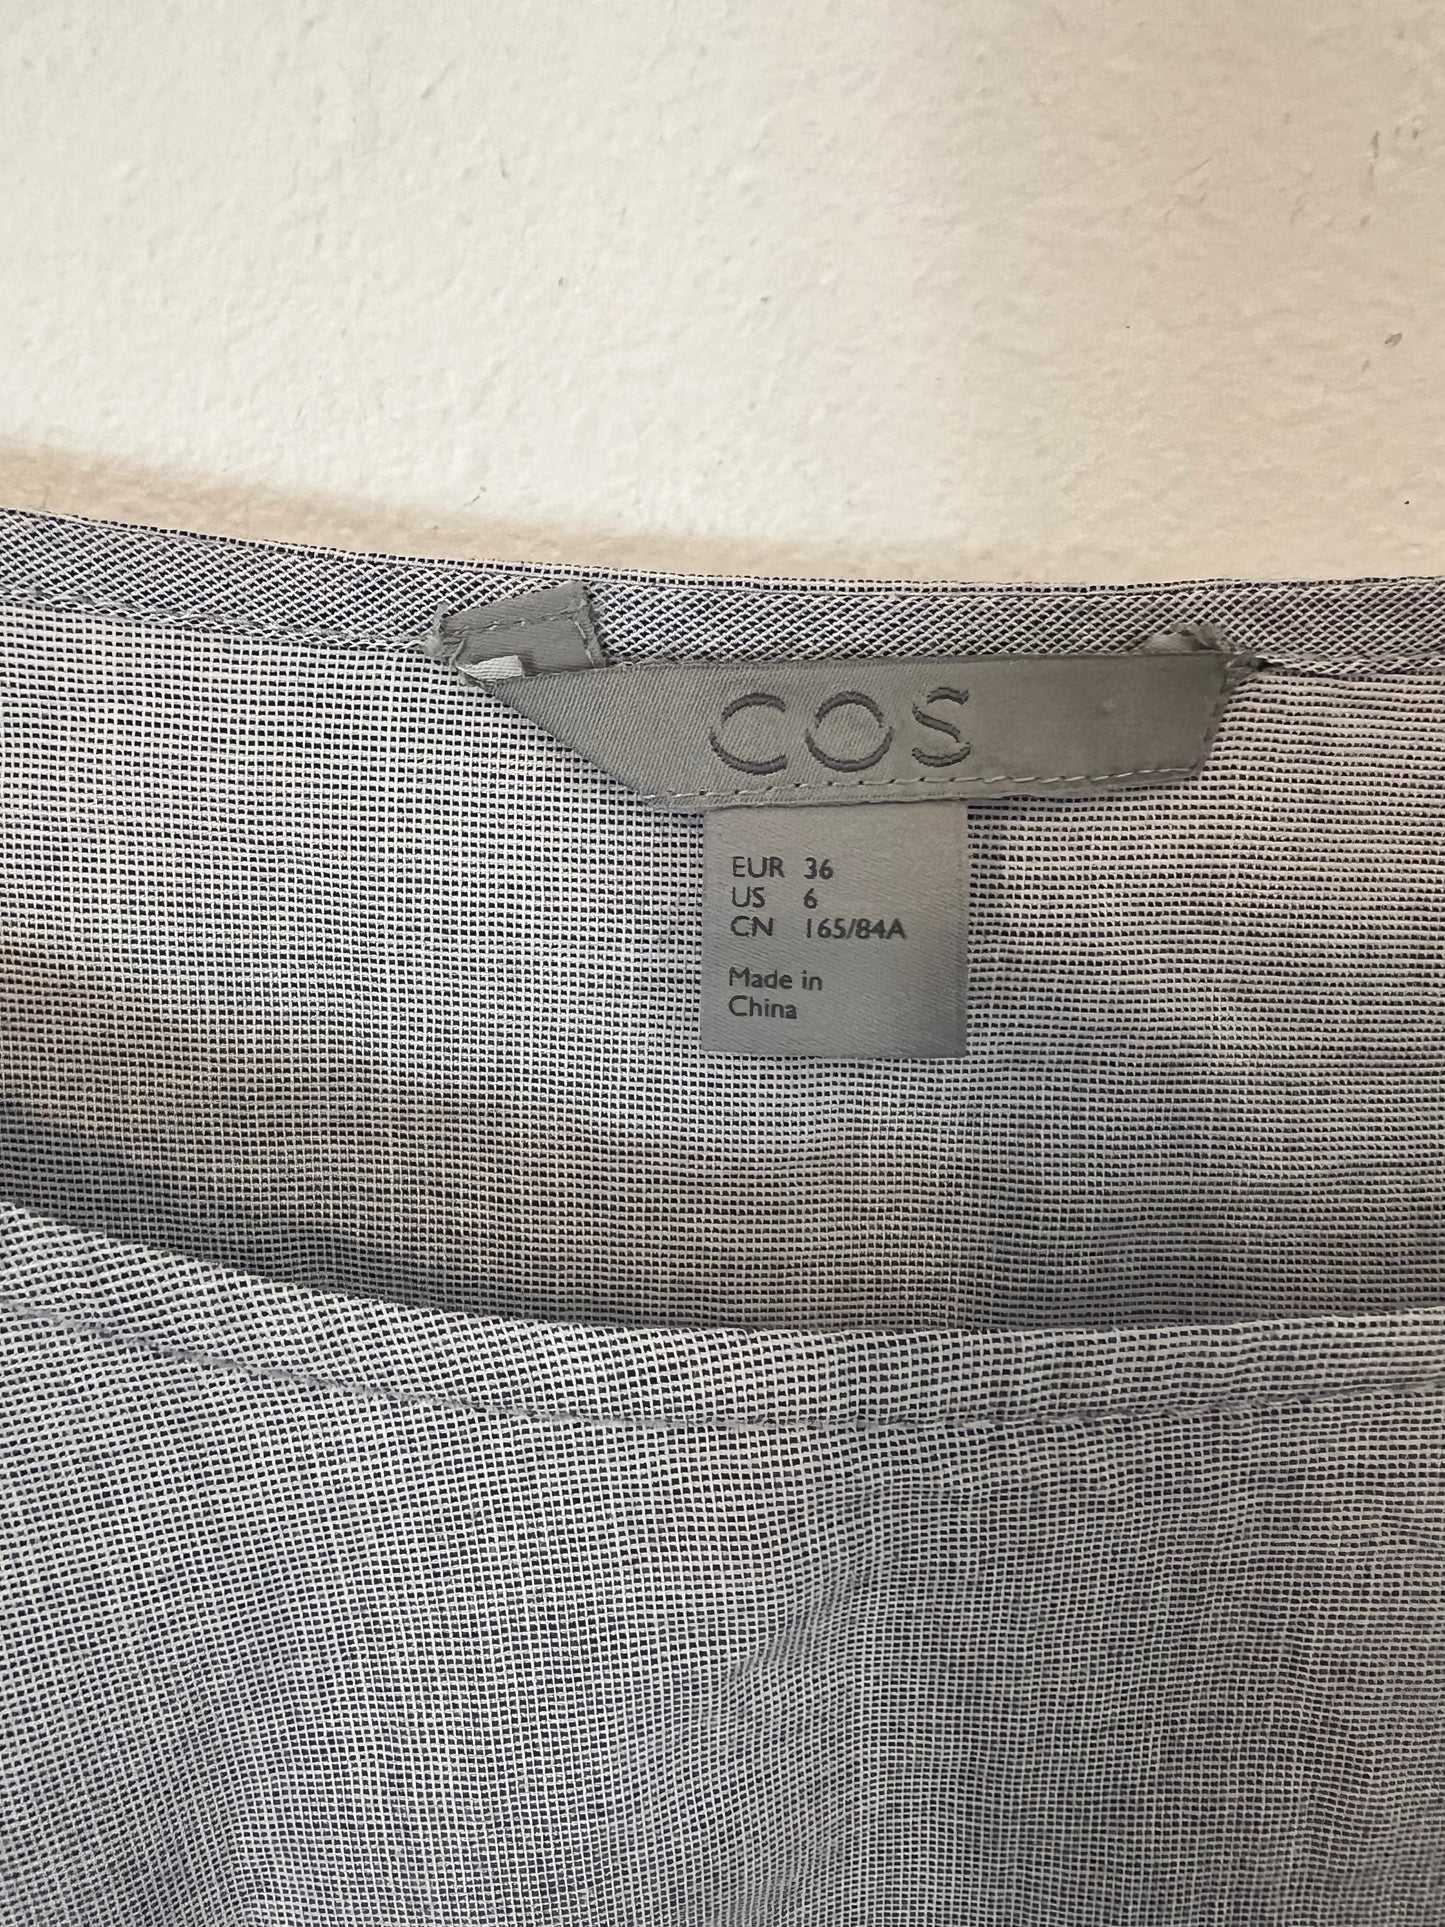 COS
EUR 36
US 6
CN 165/84A
Made in
China